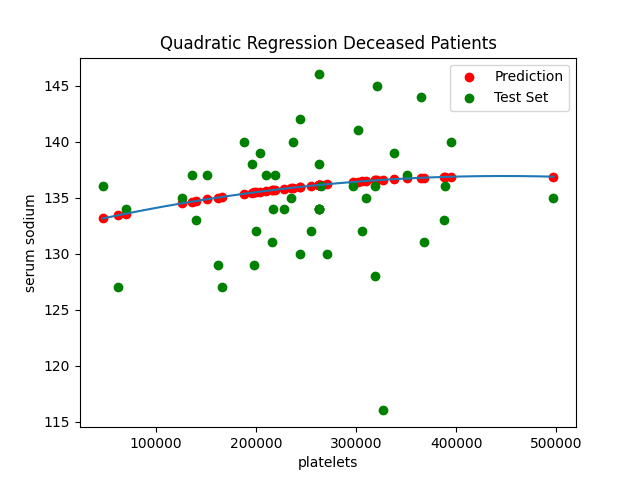 Quadratic Regression Deceased Patients
Prediction
Test Set
serum sodium
145
140
135
130
125
120
115
100000 200000 300000 400000 500000
platelets